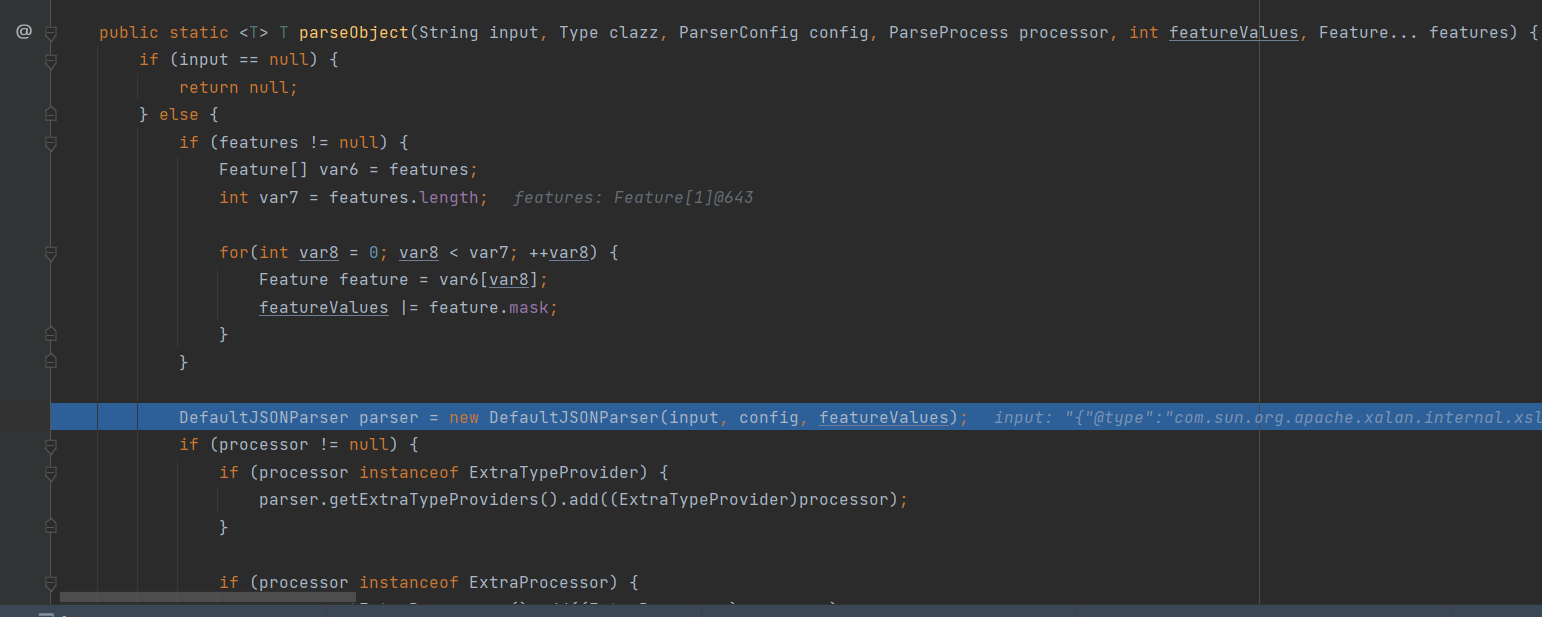 @ public static <T> T parseObject(String input, Type clazz, ParserConfig config, ParseProcess processor, int featureValues, Feature... features) {
if (input == null) {
return null;
} else {
if (features != null) {
Feature[] var6 = features;
int var7 = features.length; features: Feature[1]@643
for(int var8 = 0; var8 < var7; ++var8) {
Feature feature = var6[var8];
featureValues |= feature.mask;
}
}
DefaultJSONParser parser = new DefaultJSONParser(input, config, featureValues); input: "{"@type":"com.sun.org.apache.xalan.internal.xsl
if (processor != null) {
if (processor instanceof ExtraTypeProvider) {
parser.getExtraTypeProviders().add((ExtraTypeProvider)processor);
}
if (processor instanceof ExtraProcessor) {